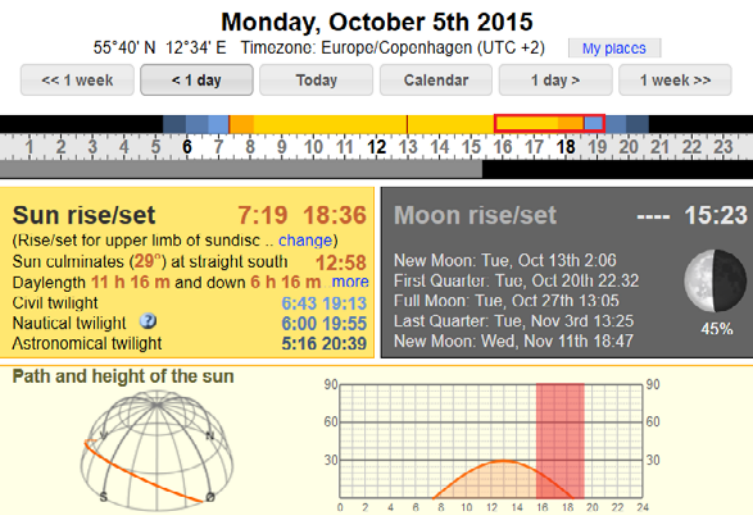 Monday, October 5th 2015
55°40' N 12°34' E Timezone: Europe/Copenhagen (UTC +2) My places
<< 1 week < 1 day Today Calendar 1 day > 1 week >>
1 2 3 4 5 6 7 8 9 10 11 12 13 14 15 16 17 18 19 20 21 22 23
Sun rise/set 7:19 18:36
(Rise/set for upper limb of sundisc .. change)
Sun culminates (29°) at straight south 12:58
Daylength 11 h 16 m and down 6 h 16 m ..more
Civil twilight 6:43 19:13
Nautical twilight ? 6:00 19:55
Astronomical twilight 5:16 20:39
Moon rise/set ---- 15:23
New Moon: Tue, Oct 13th 2:06
First Quarter: Tue, Oct 20th 22.32
Full Moon: Tue, Oct 27th 13:05
Last Quarter: Tue, Nov 3rd 13:25
New Moon: Wed, Nov 11th 18:47
45%
Path and height of the sun
V N
S Ø
90 90
60 60
30 30
0 2 4 6 8 10 12 14 16 18 20 22 24